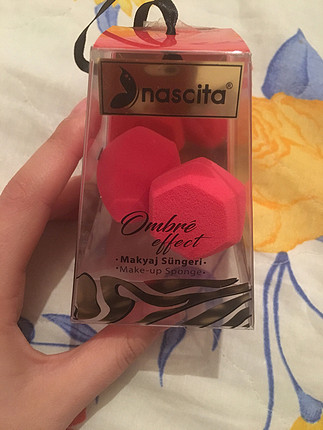 nascita®
Ombré
effect
• Makyaj Süngeri •
• Make-up Sponge •